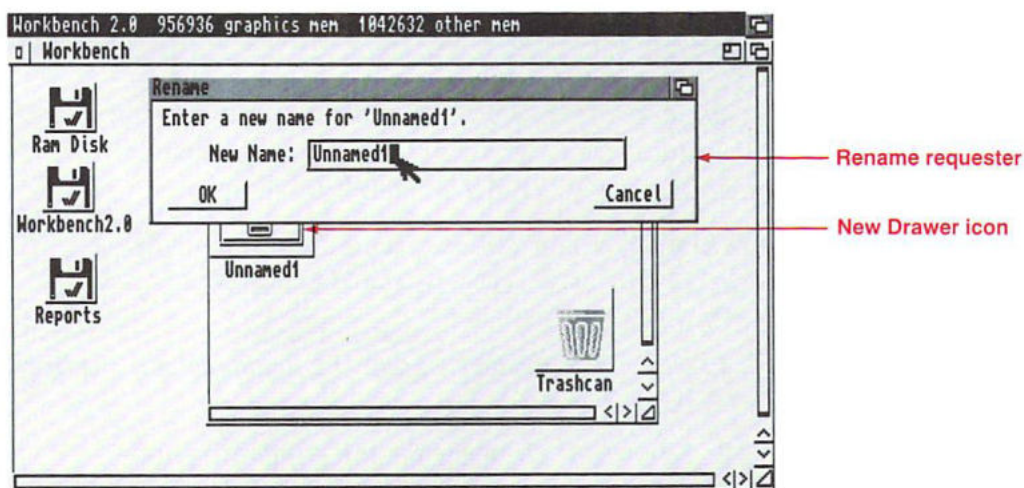 Workbench 2.0 956936 graphics mem 1042632 other mem
Workbench
Rename
Enter a new name for 'Unnamed1'.
New Name: Unnamed1
OK
Cancel
Ram Disk
Workbench2.0
Reports
Unnamed1
Trashcan
Rename requester
New Drawer icon